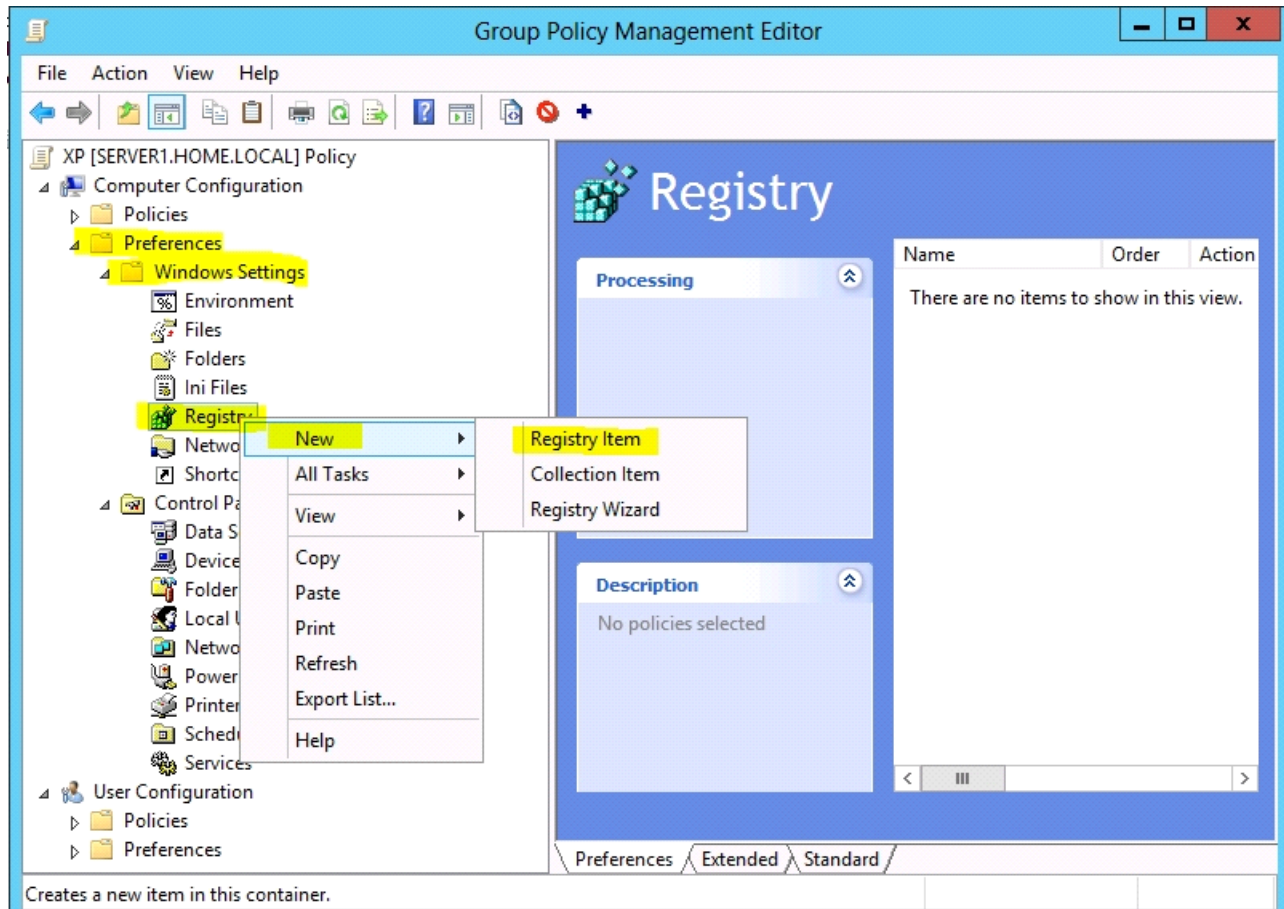 Group Policy Management Editor
File Action View Help
XP [SERVER1.HOME.LOCAL] Policy
Computer Configuration
Policies
Preferences
Windows Settings
Environment
Files
Folders
Ini Files
Registry
Netwo
Shortc
Control Pa
Data S
Device
Folder
Local U
Netwo
Power
Printer
Sched
Services
User Configuration
Policies
Preferences
New
All Tasks
View
Copy
Paste
Print
Refresh
Export List...
Help
Registry Item
Collection Item
Registry Wizard
Registry
Processing
Description
No policies selected
Name Order Action
There are no items to show in this view.
Preferences Extended Standard
Creates a new item in this container.